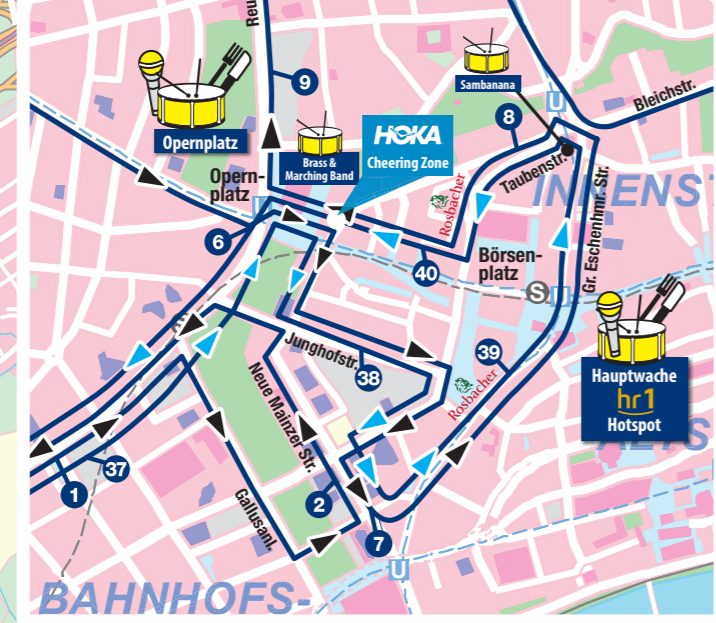 Reu
9
Opernplatz
Brass &
Marching Band
HOKA
Cheering Zone
Sambanana
U
Bleichstr.
8
Opern-
platz
Taubenstr.
INNENST
Rosbacher
Gr. Eschenhmr. Str.
6
40
Börsen-
platz
S
U
Junghofstr.
38
39
Rosbacher
Hauptwache
hr1
Hotspot
Neue Mainzer Str.
37
1
2
7
Gallusanl.
U
BAHNHOFS-